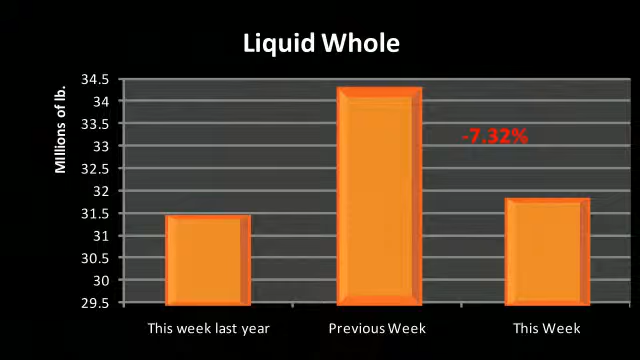 Liquid Whole
MIllions of lb.
34.5
34
33.5
33
32.5
32
31.5
31
30.5
30
29.5
-7.32%
This week last year
Previous Week
This Week